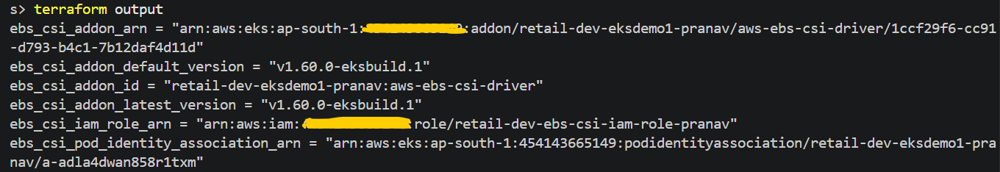 s> terraform output
ebs_csi_addon_arn = "arn:aws:eks:ap-south-1: :addon/retail-dev-eksdemo1-pranav/aws-ebs-csi-driver/1ccf29f6-cc91
-d793-b4c1-7b12daf4d11d"
ebs_csi_addon_default_version = "v1.60.0-eksbuild.1"
ebs_csi_addon_id = "retail-dev-eksdemo1-pranav:aws-ebs-csi-driver"
ebs_csi_addon_latest_version = "v1.60.0-eksbuild.1"
ebs_csi_iam_role_arn = "arn:aws:iam: role/retail-dev-ebs-csi-iam-role-pranav"
ebs_csi_pod_identity_association_arn = "arn:aws:eks:ap-south-1:454143665149:podidentityassociation/retail-dev-eksdemo1-pra
nav/a-adla4dwan858r1txm"